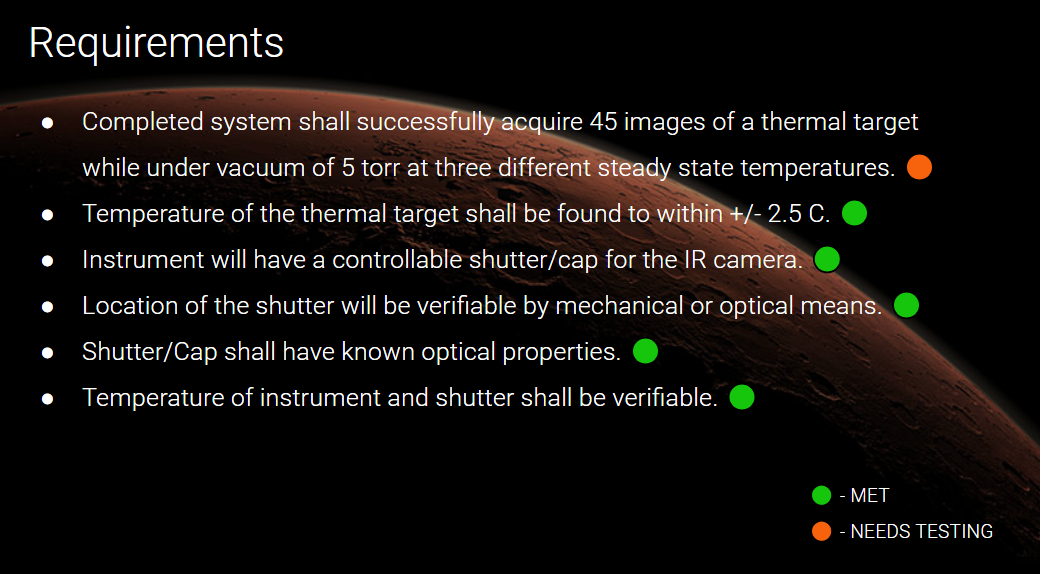 Requirements
● Completed system shall successfully acquire 45 images of a thermal target
while under vacuum of 5 torr at three different steady state temperatures.
● Temperature of the thermal target shall be found to within +/- 2.5 C.
● Instrument will have a controllable shutter/cap for the IR camera.
● Location of the shutter will be verifiable by mechanical or optical means.
● Shutter/Cap shall have known optical properties.
● Temperature of instrument and shutter shall be verifiable.
- MET
- NEEDS TESTING